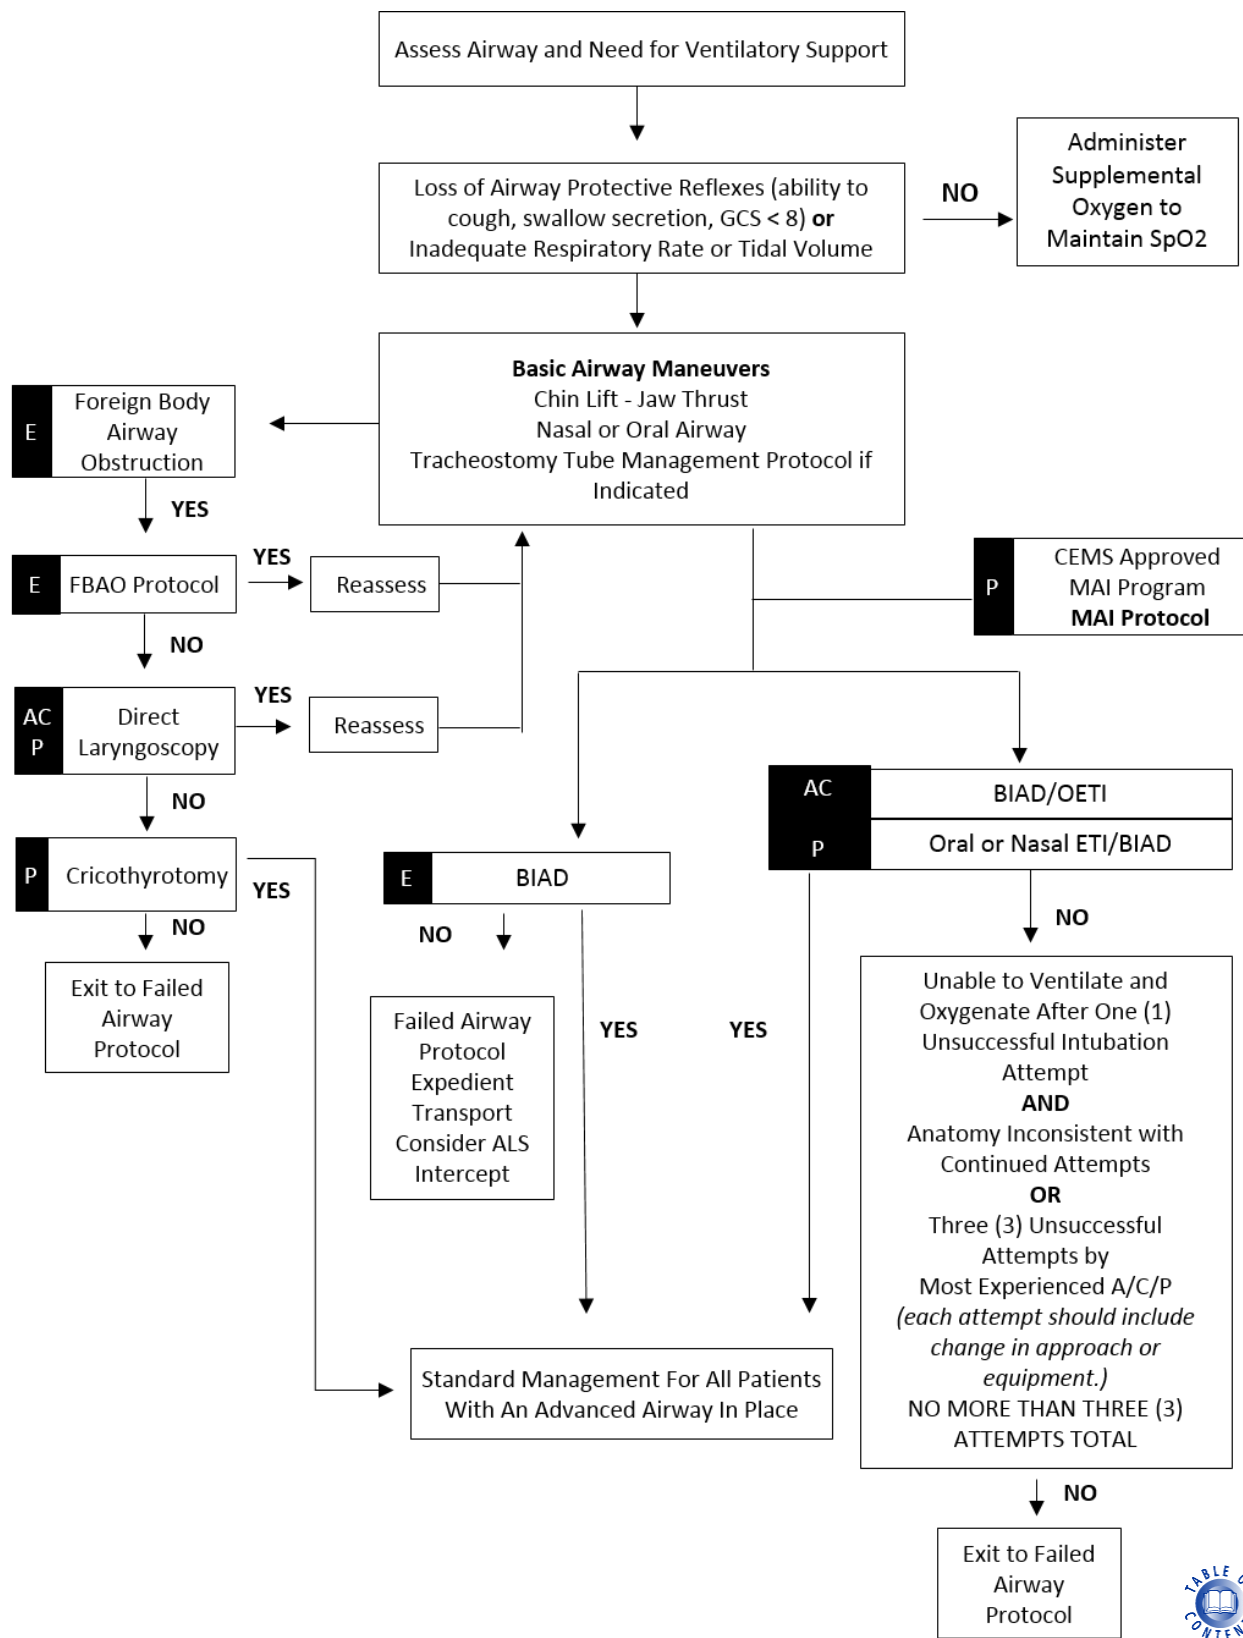 Assess Airway and Need for Ventilatory Support
Loss of Airway Protective Reflexes (ability to
cough, swallow secretion, GCS < 8) or
Inadequate Respiratory Rate or Tidal Volume
NO
Administer
Supplemental
Oxygen to
Maintain SpO2
Basic Airway Maneuvers
Chin Lift - Jaw Thrust
Nasal or Oral Airway
Tracheostomy Tube Management Protocol if
Indicated
E
Foreign Body
Airway
Obstruction
YES
E
FBAO Protocol
YES
Reassess
NO
P
CEMS Approved
MAI Program
MAI Protocol
AC
P
Direct
Laryngoscopy
YES
Reassess
NO
P
Cricothyrotomy
YES
NO
Exit to Failed
Airway
Protocol
E
BIAD
NO
Failed Airway
Protocol
Expedient
Transport
Consider ALS
Intercept
YES
AC
P
BIAD/OETI
Oral or Nasal ETI/BIAD
YES
NO
Unable to Ventilate and
Oxygenate After One (1)
Unsuccessful Intubation
Attempt
AND
Anatomy Inconsistent with
Continued Attempts
OR
Three (3) Unsuccessful
Attempts by
Most Experienced A/C/P
(each attempt should include
change in approach or
equipment.)
NO MORE THAN THREE (3)
ATTEMPTS TOTAL
Standard Management For All Patients
With An Advanced Airway In Place
NO
Exit to Failed
Airway
Protocol
TABLE